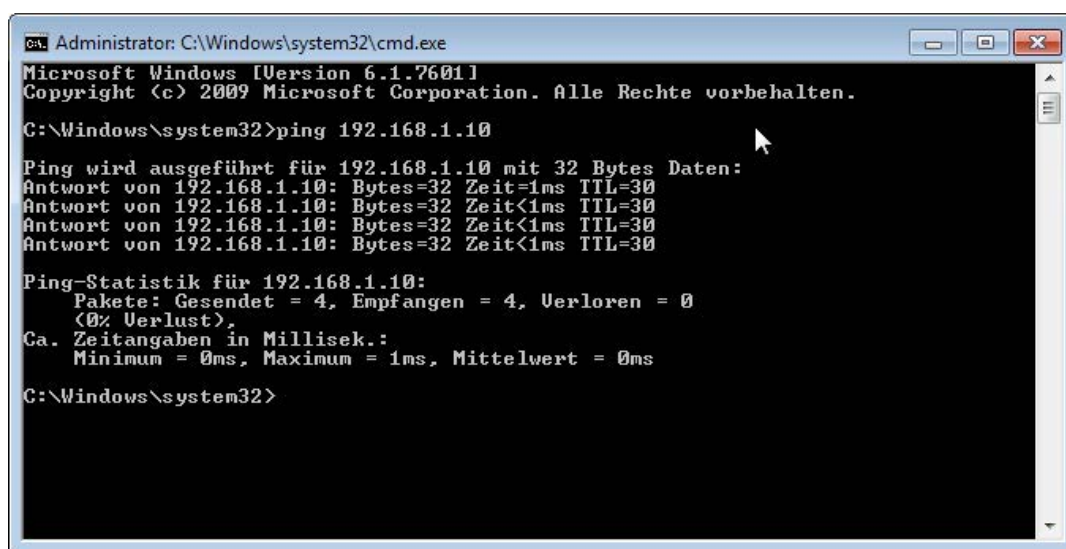 Administrator: C:\Windows\system32\cmd.exe
Microsoft Windows [Version 6.1.7601]
Copyright (c) 2009 Microsoft Corporation. Alle Rechte vorbehalten.
C:\Windows\system32>ping 192.168.1.10
Ping wird ausgeführt für 192.168.1.10 mit 32 Bytes Daten:
Antwort von 192.168.1.10: Bytes=32 Zeit=1ms TTL=30
Antwort von 192.168.1.10: Bytes=32 Zeit<1ms TTL=30
Antwort von 192.168.1.10: Bytes=32 Zeit<1ms TTL=30
Antwort von 192.168.1.10: Bytes=32 Zeit<1ms TTL=30
Ping-Statistik für 192.168.1.10:
Pakete: Gesendet = 4, Empfangen = 4, Verloren = 0
(0% Verlust),
Ca. Zeitangaben in Millisek.:
Minimum = 0ms, Maximum = 1ms, Mittelwert = 0ms
C:\Windows\system32>